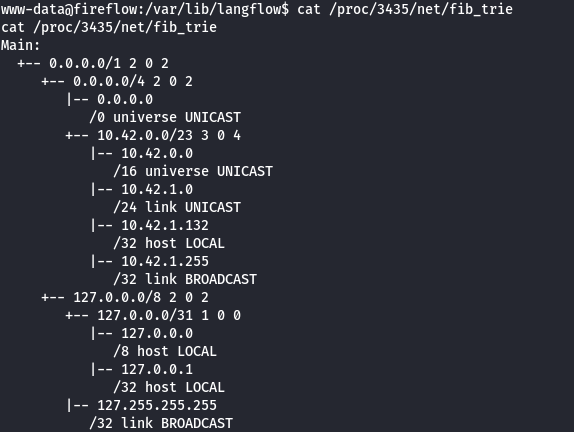 www-data@fireflow:/var/lib/langflow$ cat /proc/3435/net/fib_trie
cat /proc/3435/net/fib_trie
Main:
  +-- 0.0.0.0/1 2 0 2
     +-- 0.0.0.0/4 2 0 2
        |-- 0.0.0.0
           /0 universe UNICAST
        +-- 10.42.0.0/23 3 0 4
           |-- 10.42.0.0
              /16 universe UNICAST
           |-- 10.42.1.0
              /24 link UNICAST
           |-- 10.42.1.132
              /32 host LOCAL
           |-- 10.42.1.255
              /32 link BROADCAST
     +-- 127.0.0.0/8 2 0 2
        +-- 127.0.0.0/31 1 0 0
           |-- 127.0.0.0
              /8 host LOCAL
           |-- 127.0.0.1
              /32 host LOCAL
        |-- 127.255.255.255
           /32 link BROADCAST